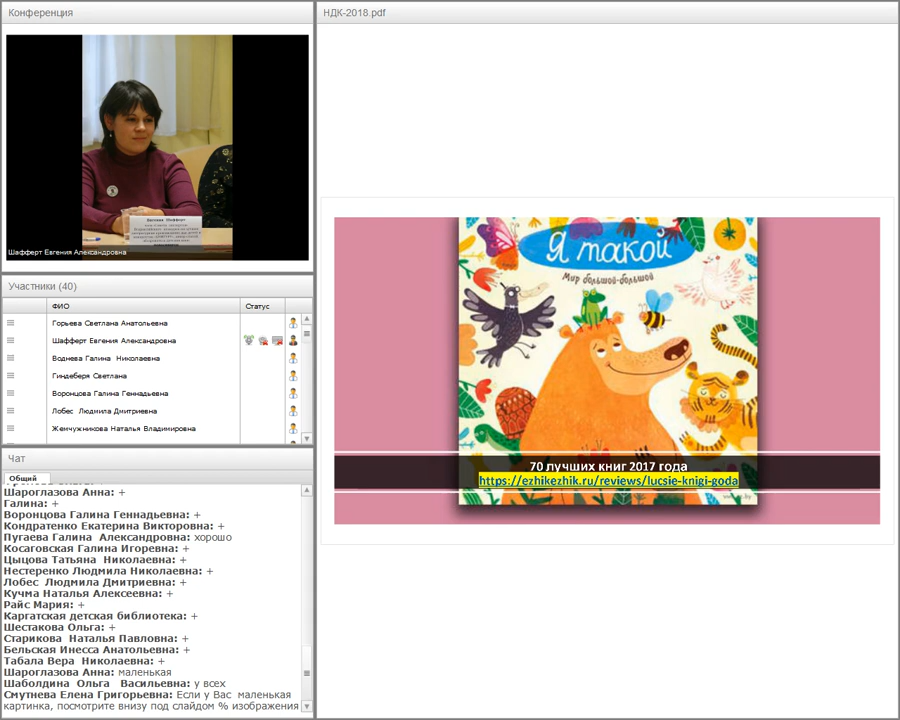 Конференция
Шафферт Евгения Александровна
Участники (40)
ФИО
Статус
Горьева Светлана Анатольевна
Шафферт Евгения Александровна
Воднева Галина Николаевна
Гиндеберя Светлана
Воронцова Галина Геннадьевна
Лобес Людмила Дмитриевна
Жемчужникова Наталья Владимировна
Чат
Общий
Шароглазова Анна: +
Галина: +
Воронцова Галина Геннадьевна: +
Кондратенко Екатерина Викторовна: +
Пугаева Галина Александровна: хорошо
Косаговская Галина Игоревна: +
Цыцова Татьяна Николаевна: +
Нестеренко Людмила Николаевна: +
Лобес Людмила Дмитриевна: +
Кучма Наталья Алексеевна: +
Райс Мария: +
Каргатская детская библиотека: +
Шестакова Ольга: +
Старикова Наталья Павловна: +
Бельская Инесса Анатольевна: +
Табала Вера Николаевна: +
Шароглазова Анна: маленькая
Шаболдина Ольга Васильевна: у всех
Смутнева Елена Григорьевна: Если у Вас маленькая
картинка, посмотрите внизу под слайдом % изображения
НДК-2018.pdf
Я такой
Мир большой-большой
70 лучших книг 2017 года
https://ezhikezhik.ru/reviews/lucsie-knigi-goda